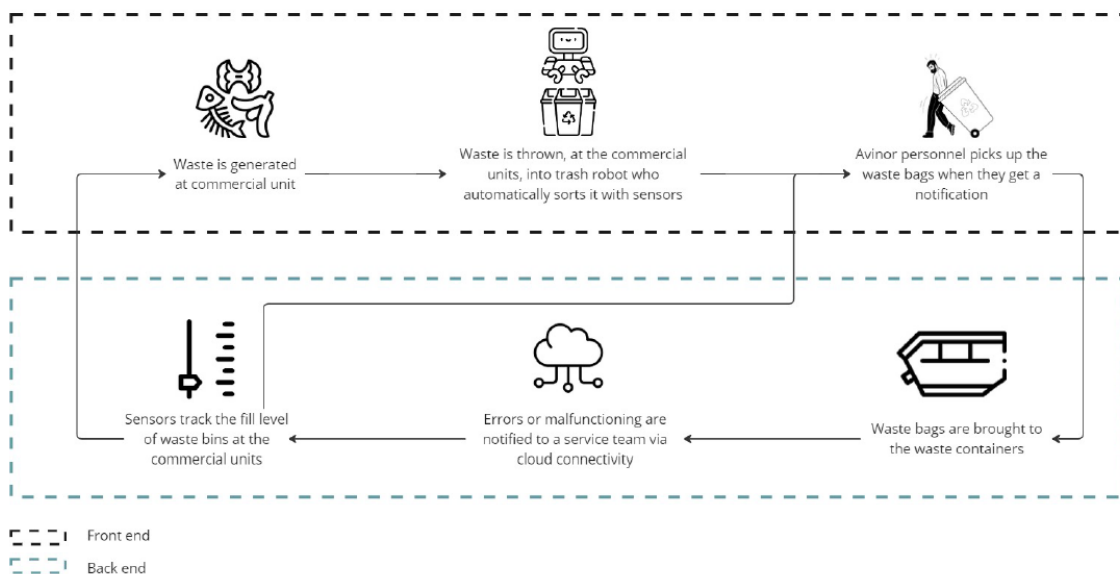 Waste is generated
at commercial unit
Waste is thrown, at the commercial
units, into trash robot who
automatically sorts it with sensors
Avinor personnel picks up the
waste bags when they get a
notification
Sensors track the fill level
of waste bins at the
commercial units
Errors or malfunctioning are
notified to a service team via
cloud connectivity
Waste bags are brought to
the waste containers
Front end
Back end